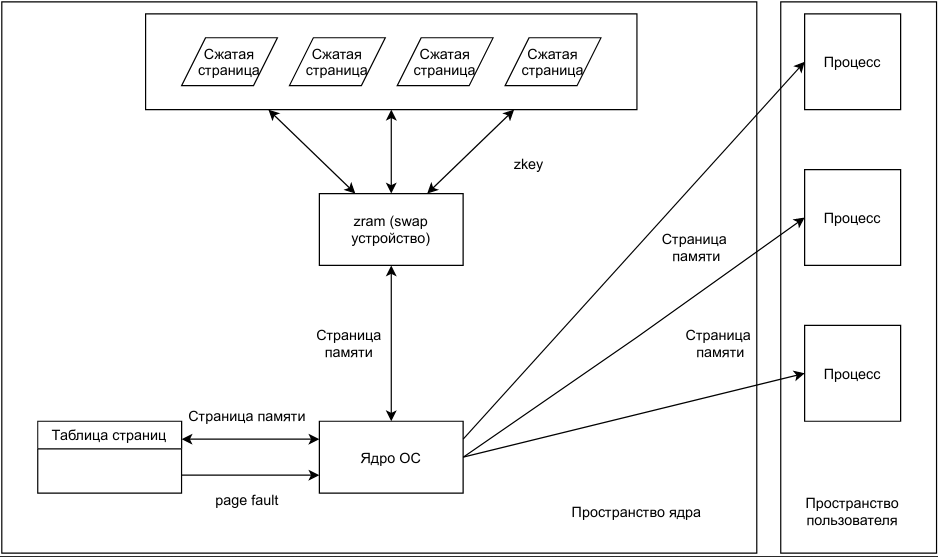 Сжатая
страница
Сжатая
страница
Сжатая
страница
Сжатая
страница
Процесс
zkey
zram (swap
устройство)
Процесс
Страница
памяти
Страница
памяти
Страница
памяти
Процесс
Страница памяти
Таблица страниц
Ядро ОС
page fault
Пространство ядра
Пространство
пользователя